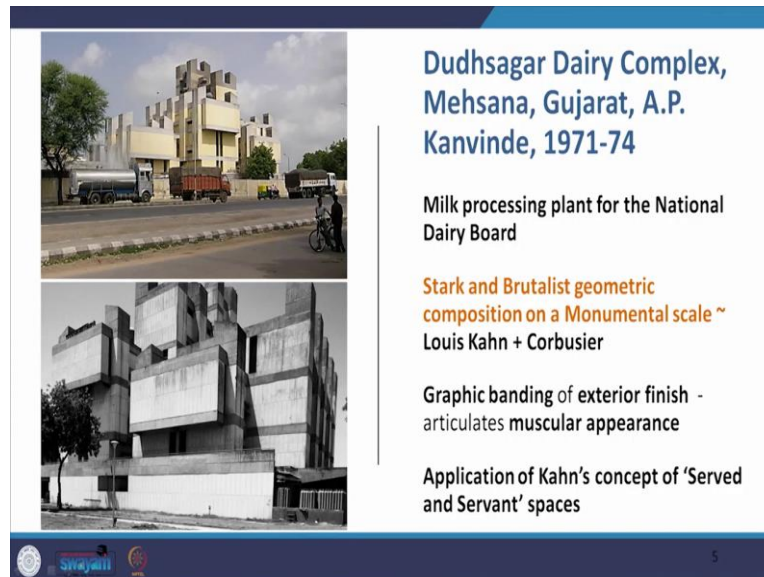 Dudhsagar Dairy Complex,
Mehsana, Gujarat, A.P.
Kanvinde, 1971-74
Milk processing plant for the National
Dairy Board
Stark and Brutalist geometric
composition on a Monumental scale ~
Louis Kahn + Corbusier
Graphic banding of exterior finish -
articulates muscular appearance
Application of Kahn's concept of 'Served
and Servant' spaces
swayam
5